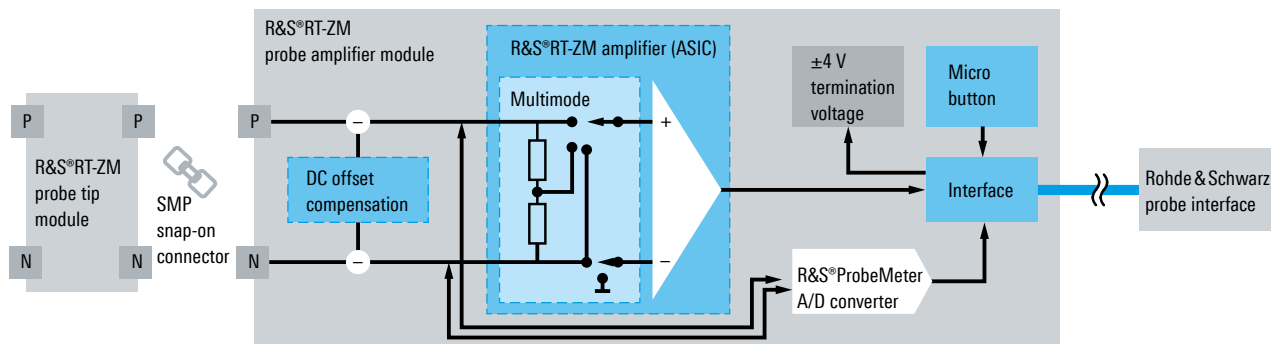 R&S®RT-ZM
probe amplifier module
R&S®RT-ZM amplifier (ASIC)
±4 V
termination
voltage
Micro
button
Multimode
P
P
P
–
+
R&S®RT-ZM
probe tip
module
DC offset
compensation
Interface
Rohde & Schwarz
probe interface
SMP
snap-on
connector
N
N
N
–
–
R&S®ProbeMeter
A/D converter